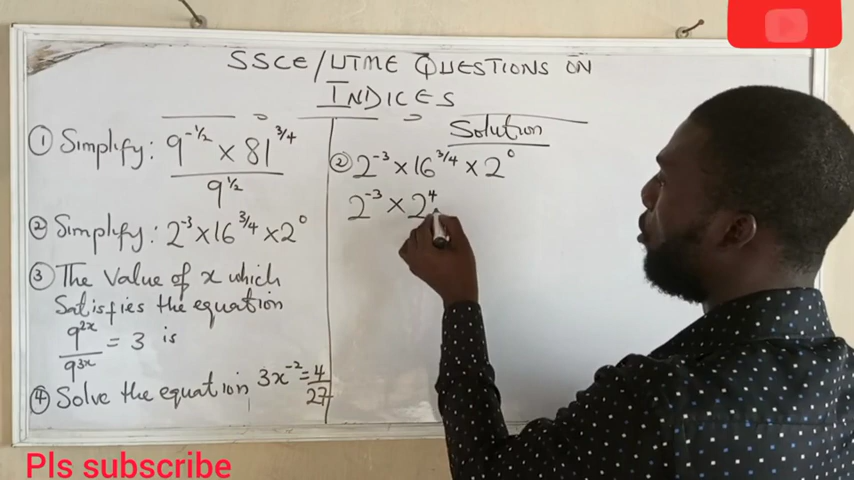 SSCE/UTME QUESTIONS ON
INDICES
① Simplify: 9^{-1/2} × 81^{3/4}
9^{1/2}
② Simplify: 2^{-3} × 16^{3/4} × 2^0
③ The value of x which
Satisfies the equation
9^{2x} / 9^{3x} = 3 is
④ Solve the equation 3x^{-2} = 4/27
Solution
② 2^{-3} × 16^{3/4} × 2^0
2^{-3} × 2^4
Pls subscribe